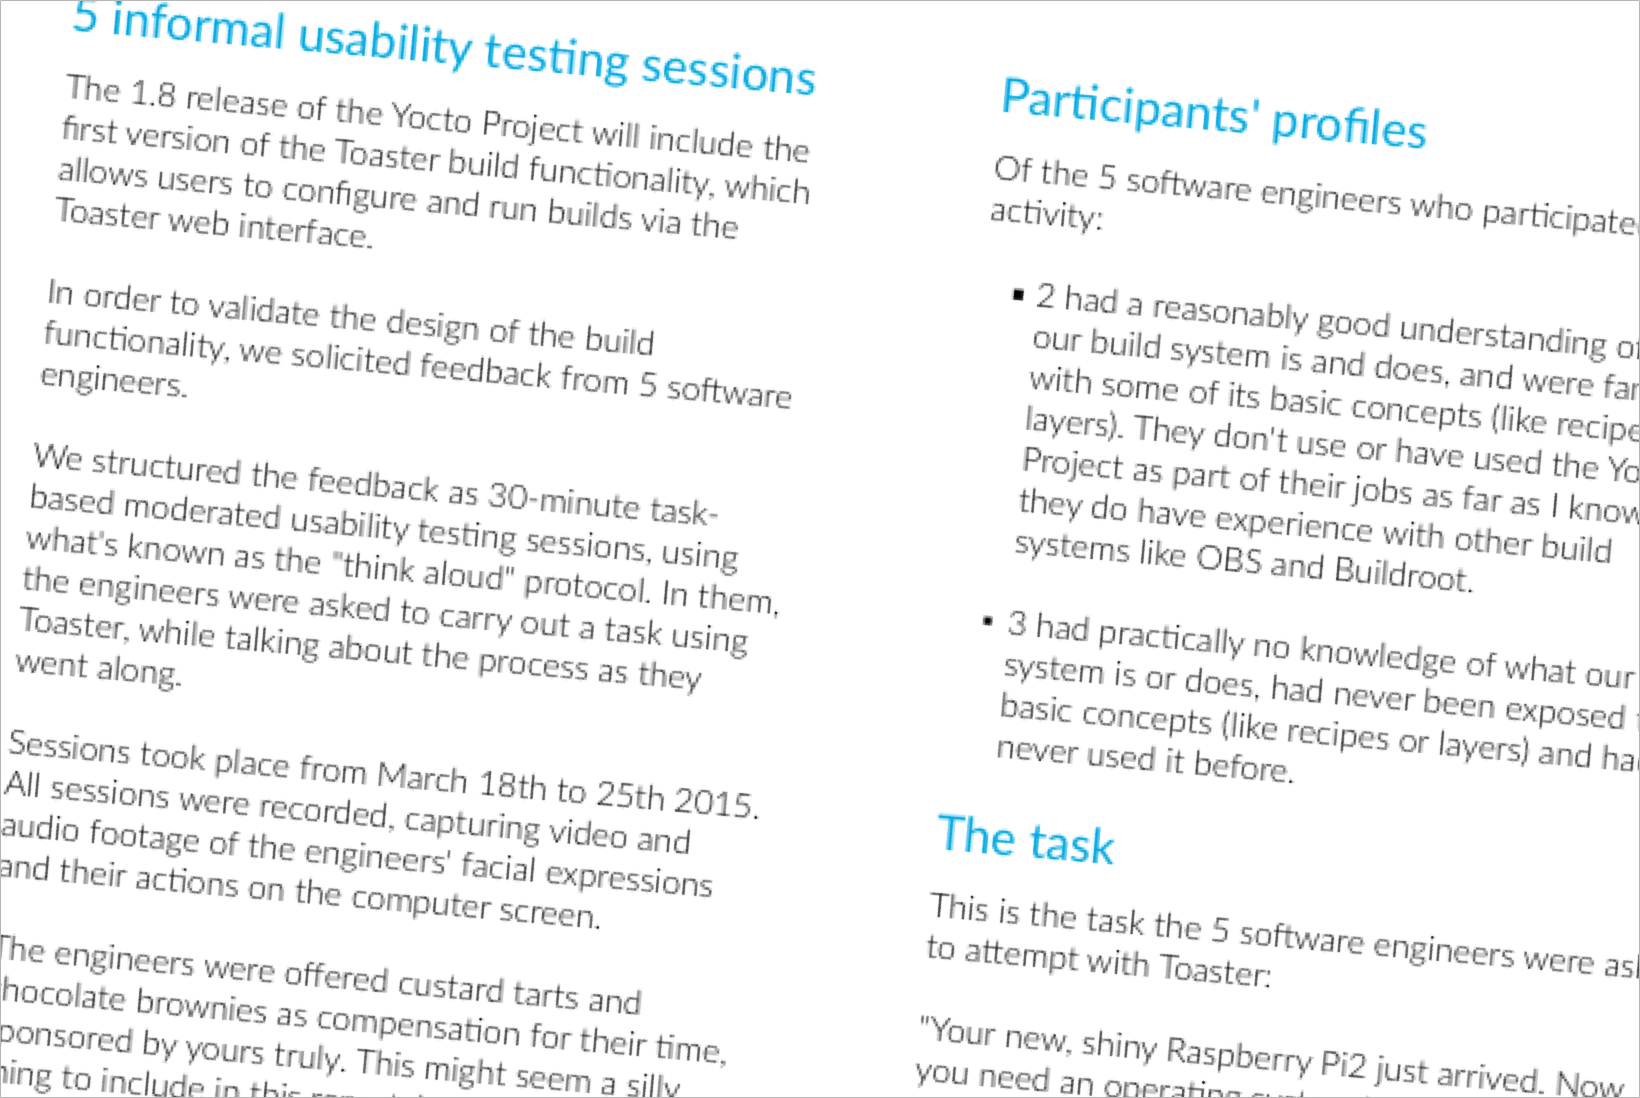 5 informal usability testing sessions
The 1.8 release of the Yocto Project will include the
first version of the Toaster build functionality, which
allows users to configure and run builds via the
Toaster web interface.
In order to validate the design of the build
functionality, we solicited feedback from 5 software
engineers.
We structured the feedback as 30-minute task-
based moderated usability testing sessions, using
what's known as the "think aloud" protocol. In them,
the engineers were asked to carry out a task using
Toaster, while talking about the process as they
went along.
Sessions took place from March 18th to 25th 2015.
All sessions were recorded, capturing video and
audio footage of the engineers' facial expressions
and their actions on the computer screen.
The engineers were offered custard tarts and
hocolate brownies as compensation for their time,
ponsored by yours truly. This might seem a silly
hing to include in this
Participants' profiles
Of the 5 software engineers who participate
activity:
▪ 2 had a reasonably good understanding of
our build system is and does, and were far
with some of its basic concepts (like recipe
layers). They don't use or have used the Yo
Project as part of their jobs as far as I know
they do have experience with other build
systems like OBS and Buildroot.
▪ 3 had practically no knowledge of what our
system is or does, had never been exposed
basic concepts (like recipes or layers) and ha
never used it before.
The task
This is the task the 5 software engineers were as
to attempt with Toaster:
"Your new, shiny Raspberry Pi2 just arrived. Now
you need an operating